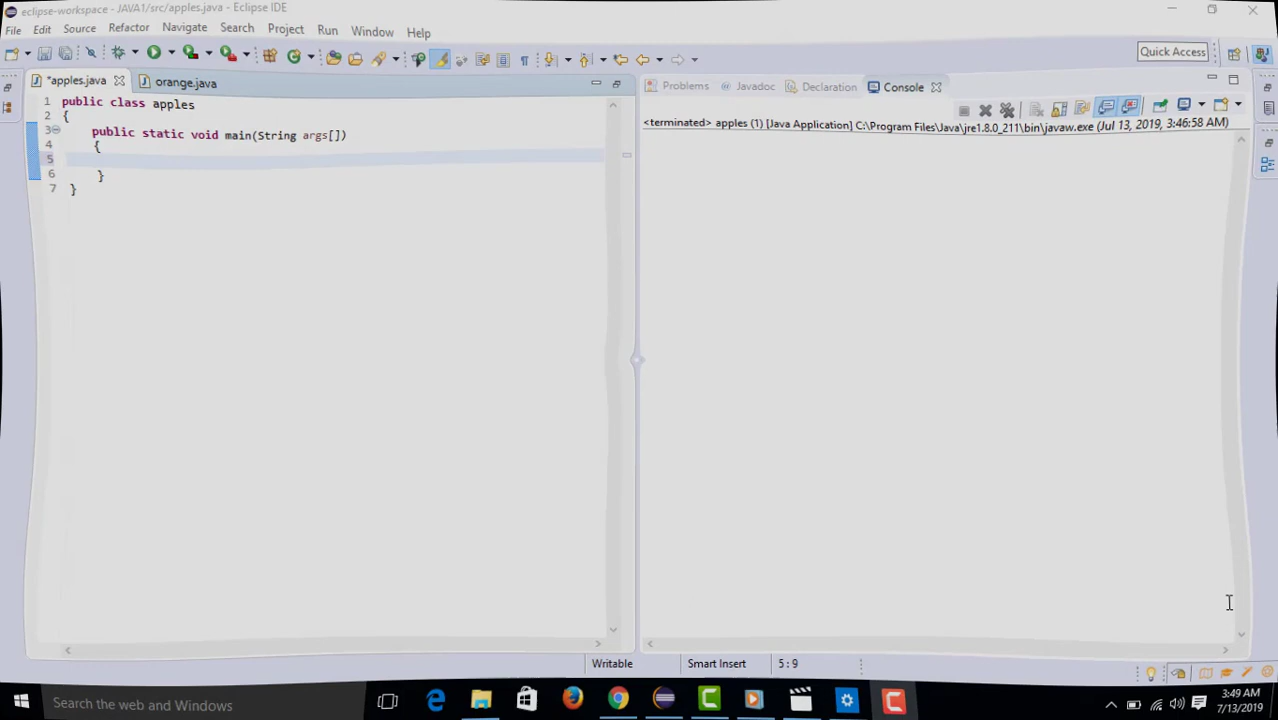 eclipse-workspace - JAVA1/src/apples.java - Eclipse IDE
File Edit Source Refactor Navigate Search Project Run Window Help
Quick Access
*apples.java orange.java
Problems Javadoc Declaration Console
<terminated> apples (1) [Java Application] C:\Program Files\Java\jre1.8.0_211\bin\javaw.exe (Jul 13, 2019, 3:46:58 AM)
1 public class apples
2 {
3 public static void main(String args[])
4 {
5
6 }
7 }
Writable Smart Insert 5 : 9
Search the web and Windows
3:49 AM
7/13/2019